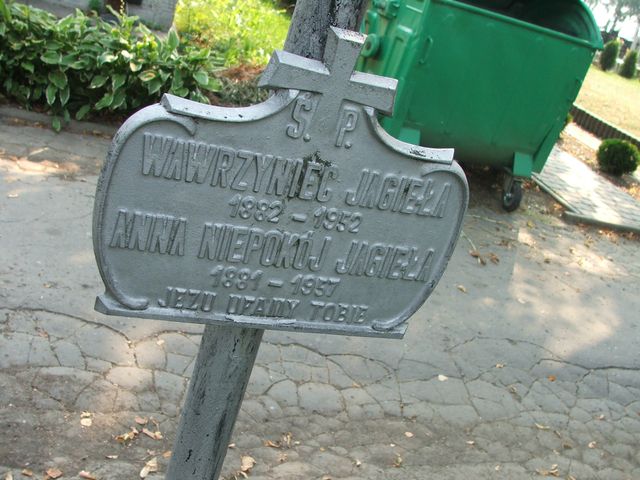 Ś. P.
WAWRZYNIEC JAGIEŁA
1882 - 1952
ANNA NIEPOKÓJ JAGIEŁA
1881 - 1937
JEZU UFAMY TOBIE